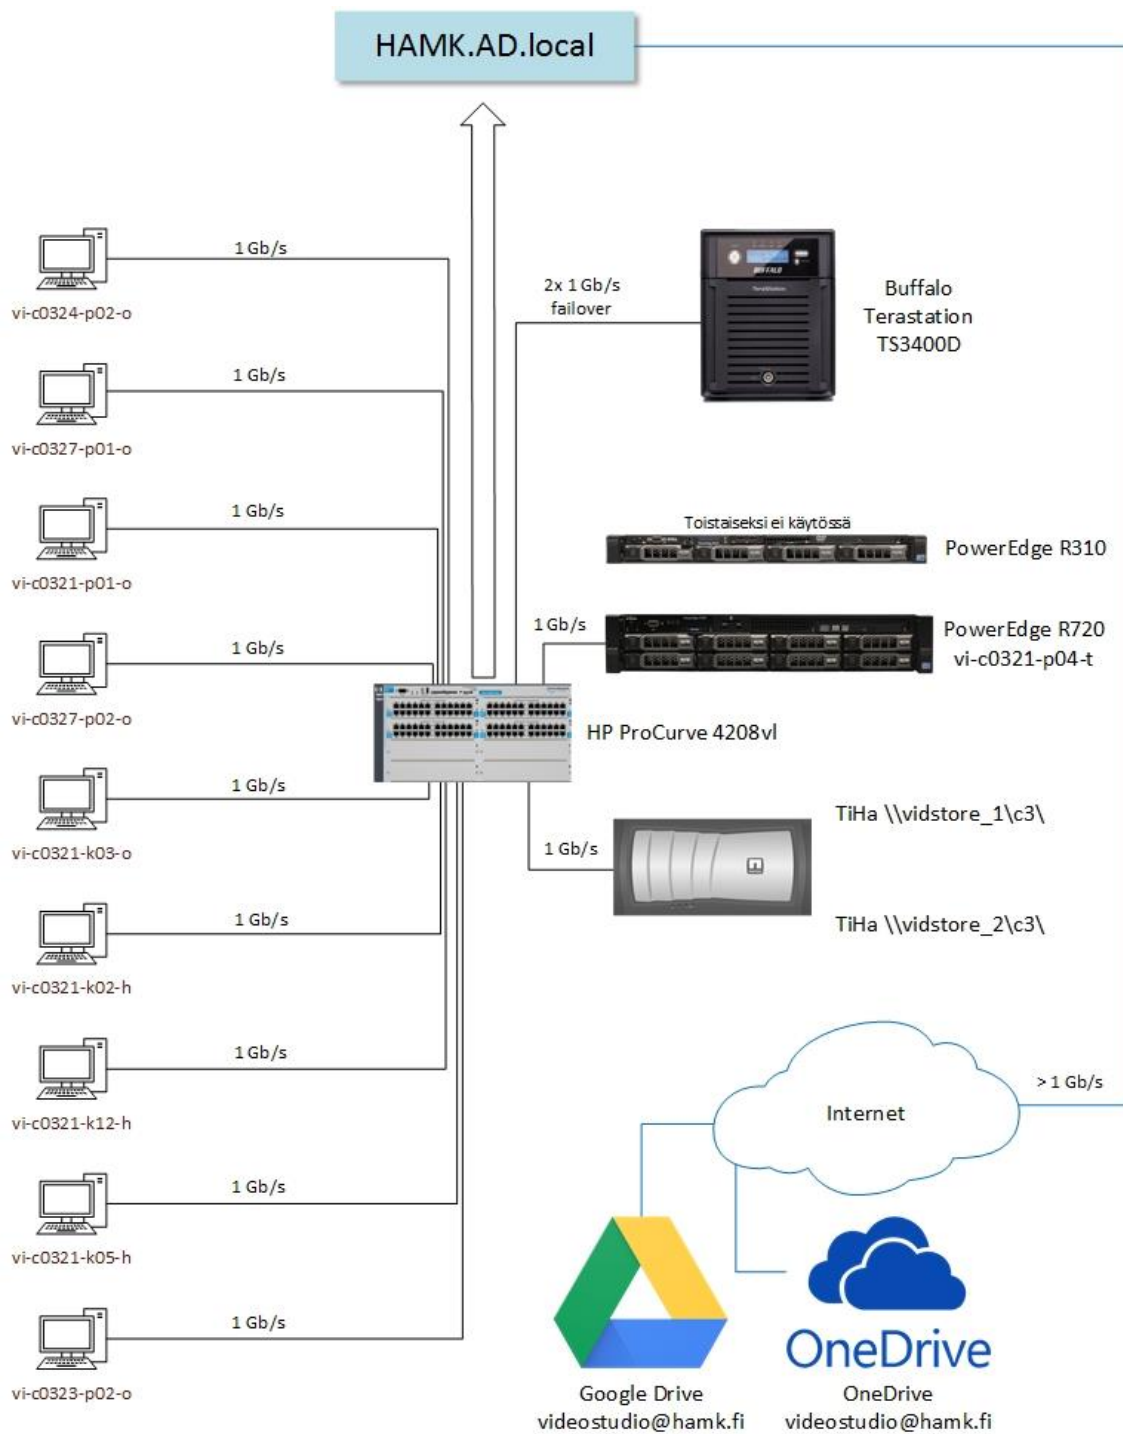 HAMK.AD.local
1 Gb/s
vi-c0324-p02-o
1 Gb/s
vi-c0327-p01-o
1 Gb/s
vi-c0321-p01-o
1 Gb/s
vi-c0327-p02-o
1 Gb/s
vi-c0321-k03-o
1 Gb/s
vi-c0321-k02-h
1 Gb/s
vi-c0321-k12-h
1 Gb/s
vi-c0321-k05-h
1 Gb/s
vi-c0323-p02-o
2x 1 Gb/s
failover
BUFFALO
TeraStation
Buffalo
Terastation
TS3400D
Toistaiseksi ei käytössä
PowerEdge R310
1 Gb/s
PowerEdge R720
vi-c0321-p04-t
HP ProCurve 4208vl
1 Gb/s
TiHa \\vidstore_1\c3\
TiHa \\vidstore_2\c3\
Internet
> 1 Gb/s
Google Drive
videostudio@hamk.fi
OneDrive
OneDrive
videostudio@hamk.fi